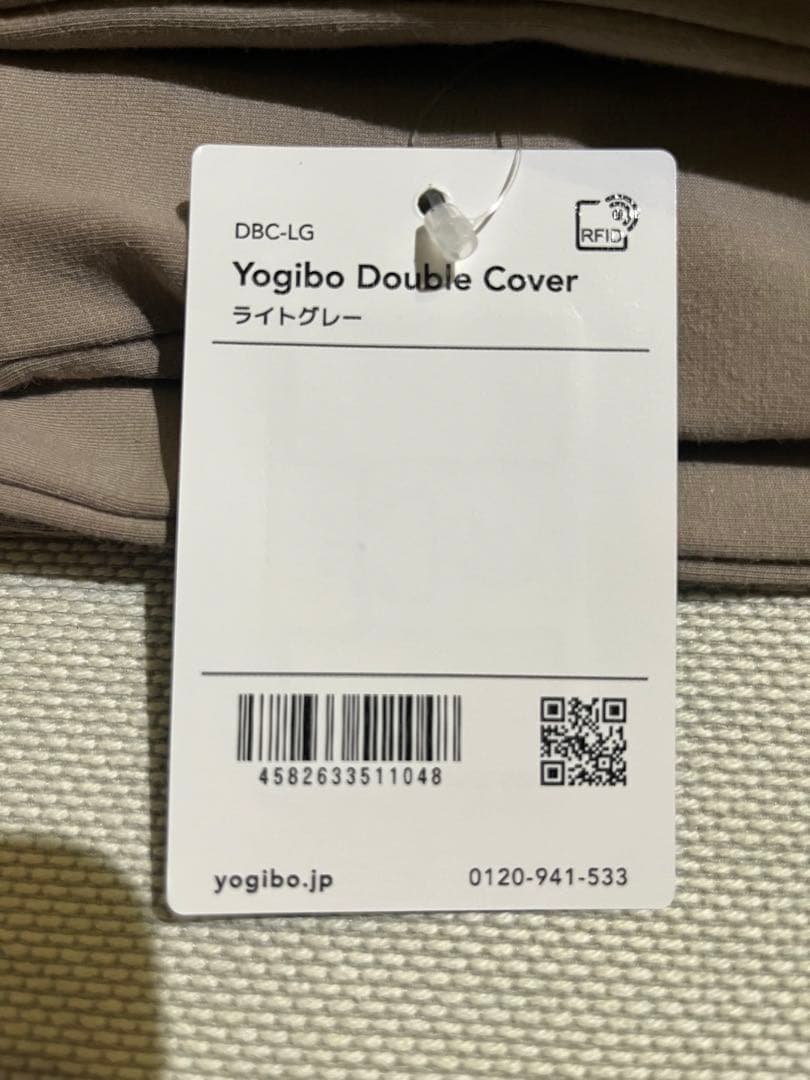 DBC-LG
RFID
Yogibo Double Cover
ライトグレー
4582633511048
yogibo.jp
0120-941-533